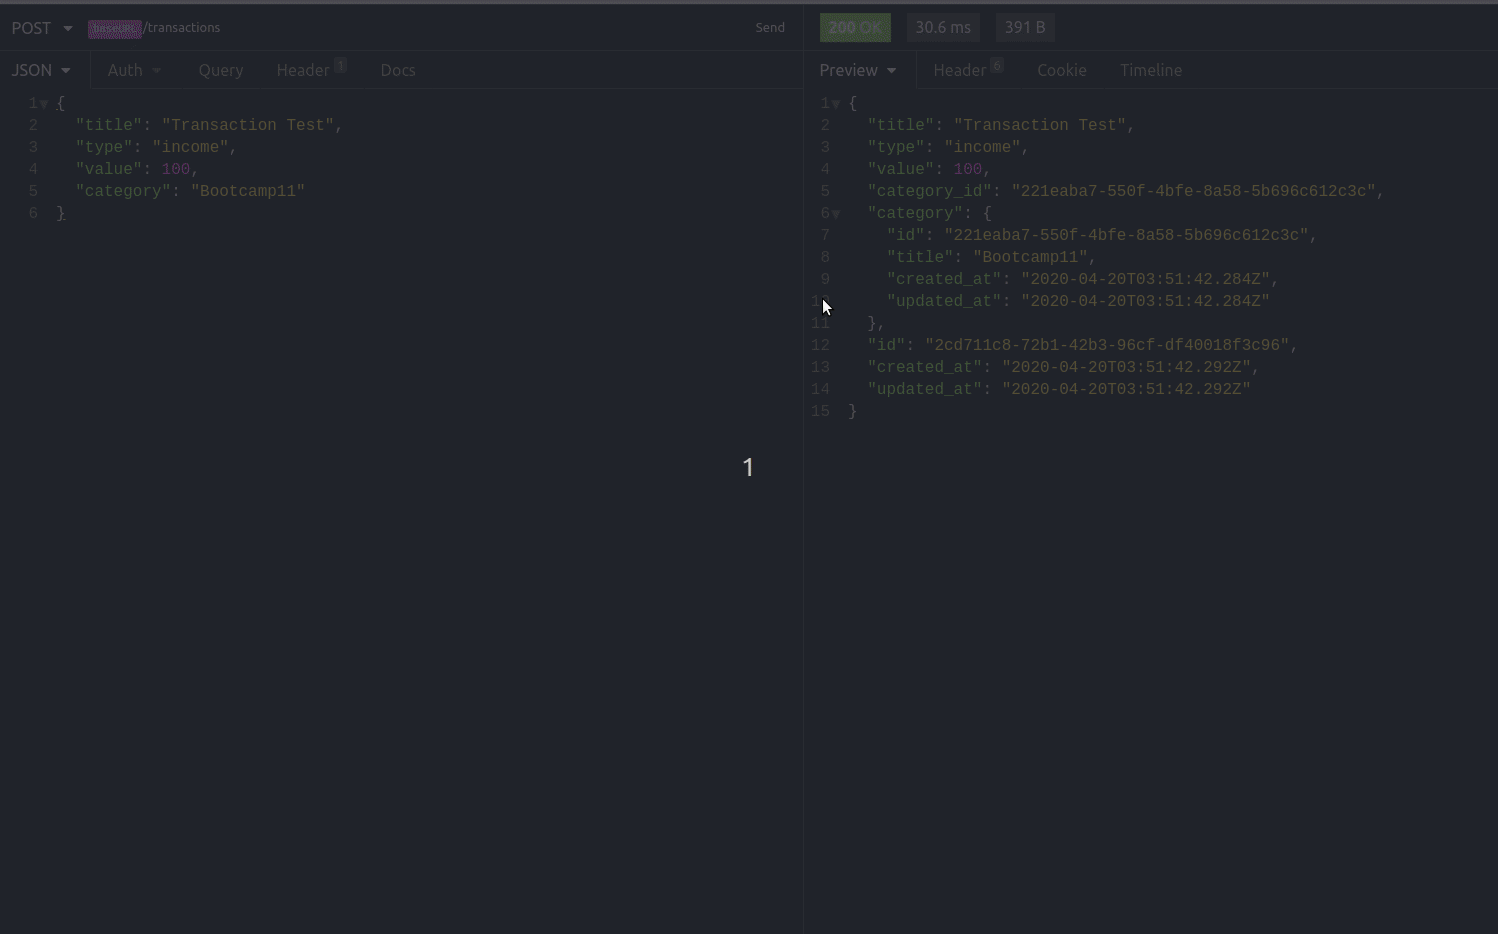 POST /transactions Send
200 OK 30.6 ms 391 B
JSON Auth Query Header 1 Docs
Preview Header 6 Cookie Timeline
1 {
2 "title": "Transaction Test",
3 "type": "income",
4 "value": 100,
5 "category": "Bootcamp11"
6 }
1 {
2 "title": "Transaction Test",
3 "type": "income",
4 "value": 100,
5 "category_id": "221eaba7-550f-4bfe-8a58-5b696c612c3c",
6 "category": {
7 "id": "221eaba7-550f-4bfe-8a58-5b696c612c3c",
8 "title": "Bootcamp11",
9 "created_at": "2020-04-20T03:51:42.284Z",
10 "updated_at": "2020-04-20T03:51:42.284Z"
11 },
12 "id": "2cd711c8-72b1-42b3-96cf-df40018f3c96",
13 "created_at": "2020-04-20T03:51:42.292Z",
14 "updated_at": "2020-04-20T03:51:42.292Z"
15 }
1